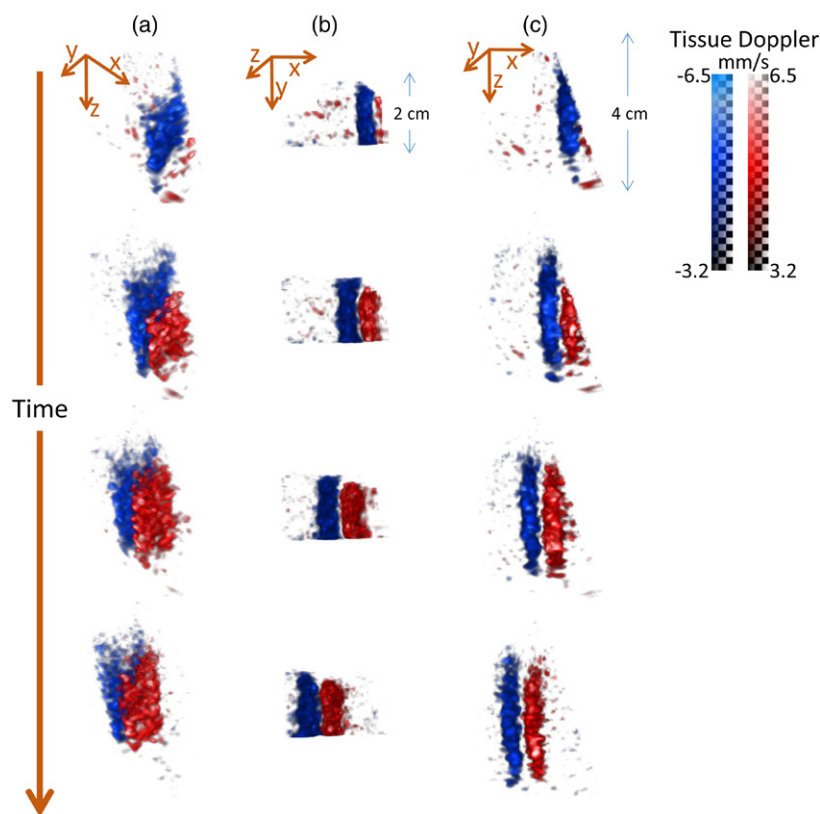 (a) (b) (c)
Tissue Doppler
mm/s
y x z
z x y
y x z
-6.5 6.5
2 cm
4 cm
-3.2 3.2
Time